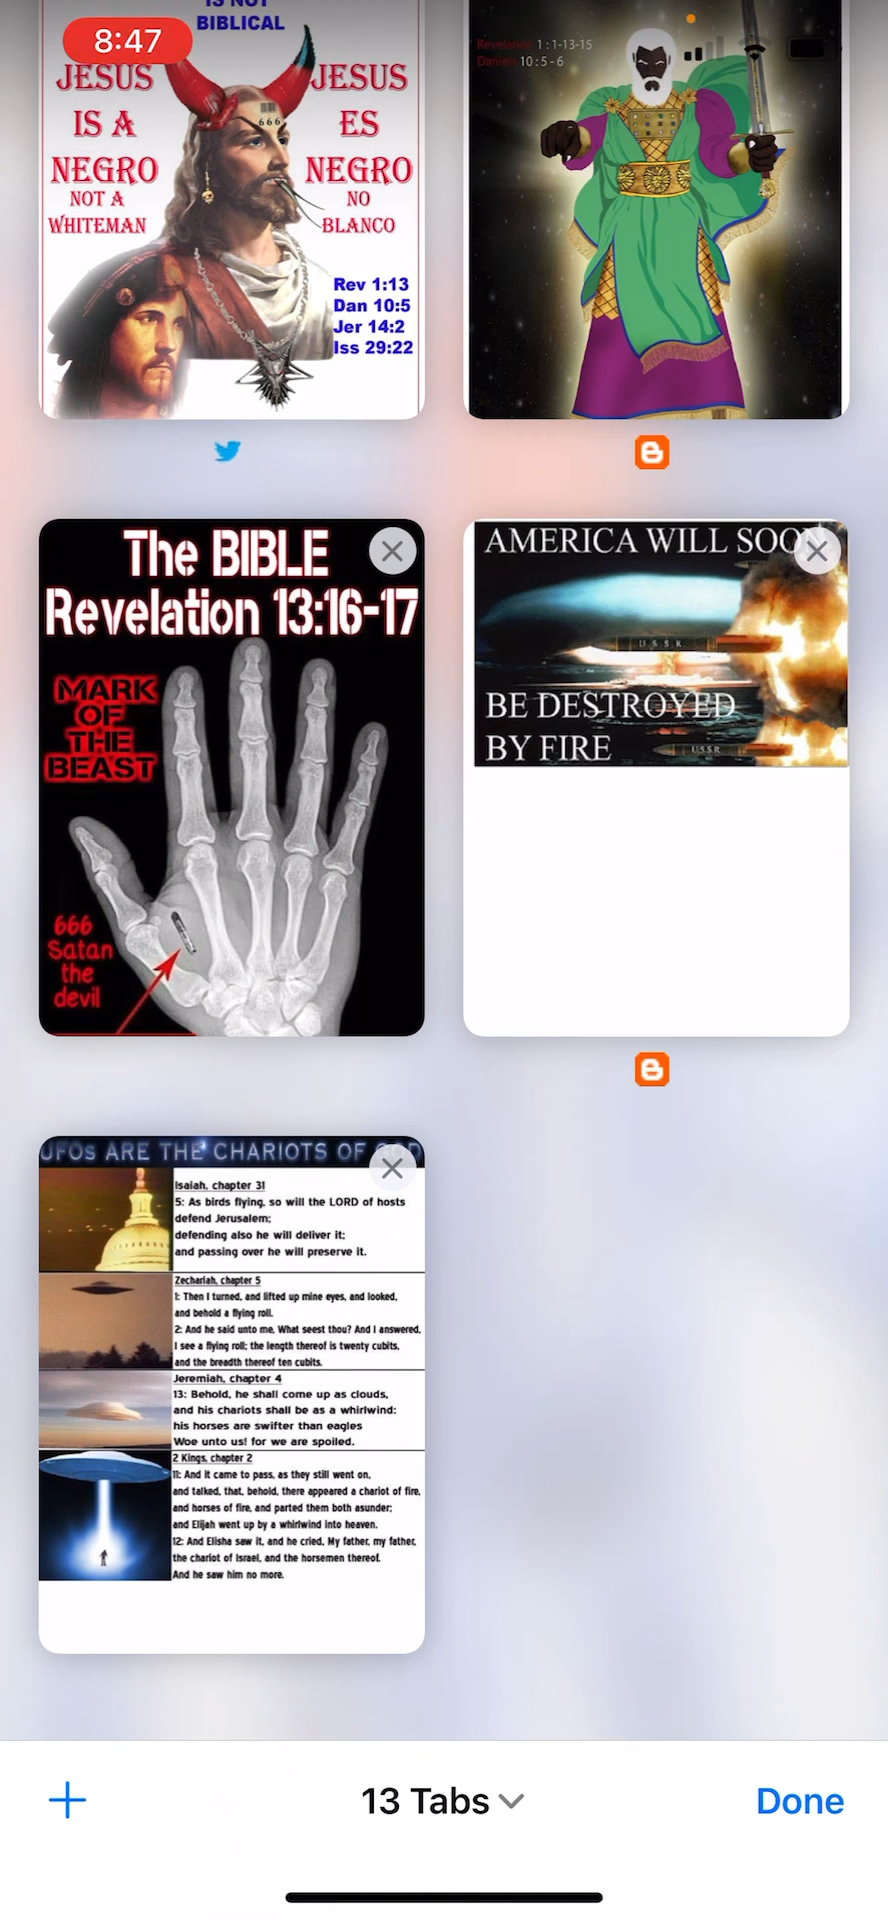 IS NOT
BIBLICAL
8:47
JESUS
IS A
NEGRO
NOT A
WHITEMAN
666
JESUS
ES
NEGRO
NO
BLANCO
Rev 1:13
Dan 10:5
Jer 14:2
Iss 29:22
Revelation 1:1-13-15
Daniel 10:5-6
The BIBLE
Revelation 13:16-17
MARK
OF
THE
BEAST
666
Satan
the
devil
AMERICA WILL SOON
U.S.S.R.
BE DESTROYED
BY FIRE
USSR
UFOs ARE THE CHARIOTS OF GOD
Isaiah, chapter 31
5: As birds flying, so will the LORD of hosts
defend Jerusalem;
defending also he will deliver it;
and passing over he will preserve it.
Zechariah, chapter 5
1: Then I turned, and lifted up mine eyes, and looked,
and behold a flying roll.
2: And he said unto me, What seest thou? And I answered,
I see a flying roll; the length thereof is twenty cubits,
and the breadth thereof ten cubits.
Jeremiah, chapter 4
13: Behold, he shall come up as clouds,
and his chariots shall be as a whirlwind:
his horses are swifter than eagles
Woe unto us! for we are spoiled.
2 Kings, chapter 2
11: And it came to pass, as they still went on,
and talked, that, behold, there appeared a chariot of fire,
and horses of fire, and parted them both asunder;
and Elijah went up by a whirlwind into heaven.
12: And Elisha saw it, and he cried, My father, my father,
the chariot of Israel, and the horsemen thereof.
And he saw him no more.
13 Tabs
Done